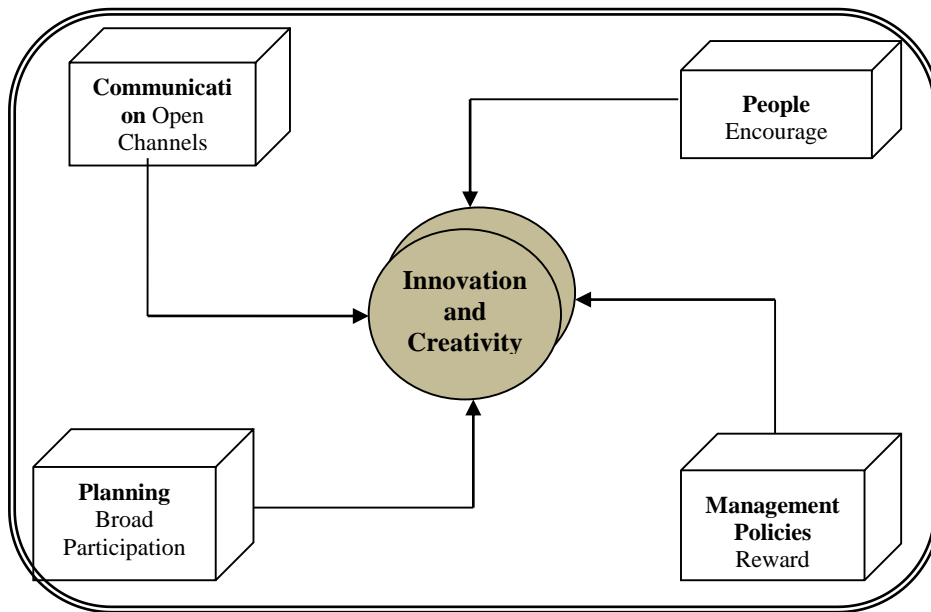 Communicati
on Open
Channels
People
Encourage
Innovation
and
Creativity
Planning
Broad
Participation
Management
Policies
Reward